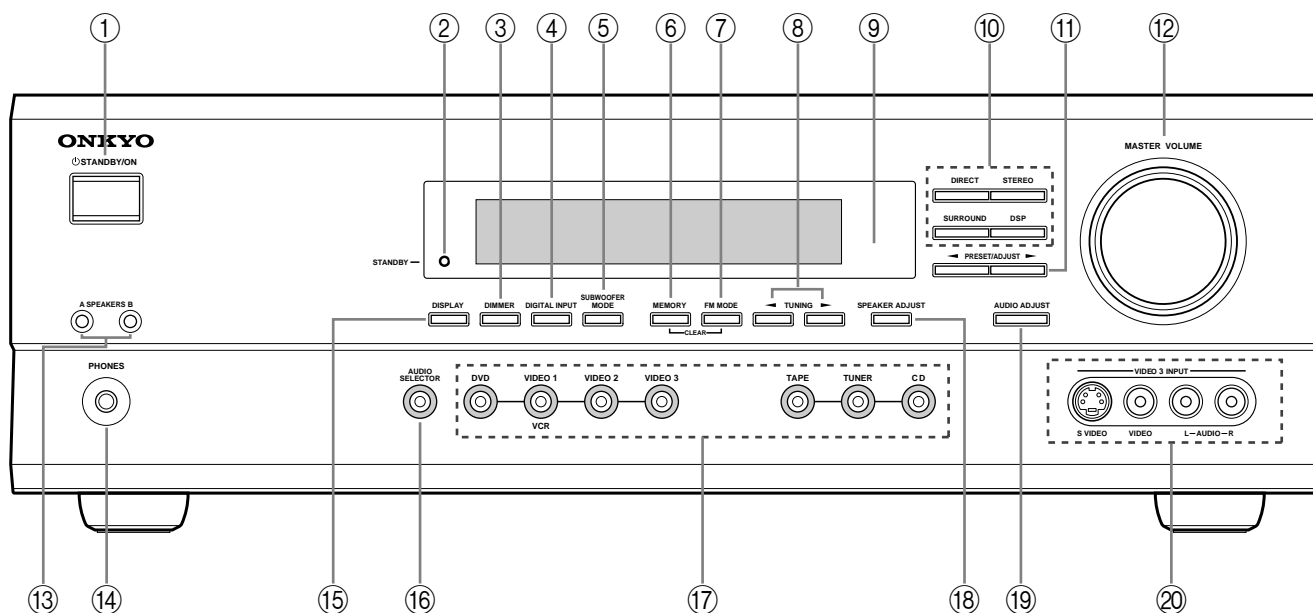 ① ② ③ ④ ⑤ ⑥ ⑦ ⑧ ⑨ ⑩ ⑪ ⑫
ONKYO
⏻STANDBY/ON
MASTER VOLUME
DIRECT STEREO
SURROUND DSP
◄ PRESET/ADJUST ►
STANDBY
A SPEAKERS B
DISPLAY DIMMER DIGITAL INPUT SUBWOOFER
MODE
MEMORY FM MODE ◄ TUNING ► SPEAKER ADJUST AUDIO ADJUST
CLEAR
PHONES
AUDIO
SELECTOR
DVD VIDEO 1 VIDEO 2 VIDEO 3 TAPE TUNER CD
VCR
VIDEO 3 INPUT
S VIDEO VIDEO L AUDIO R
⑬ ⑭ ⑮ ⑯ ⑰ ⑱ ⑲ ⑳